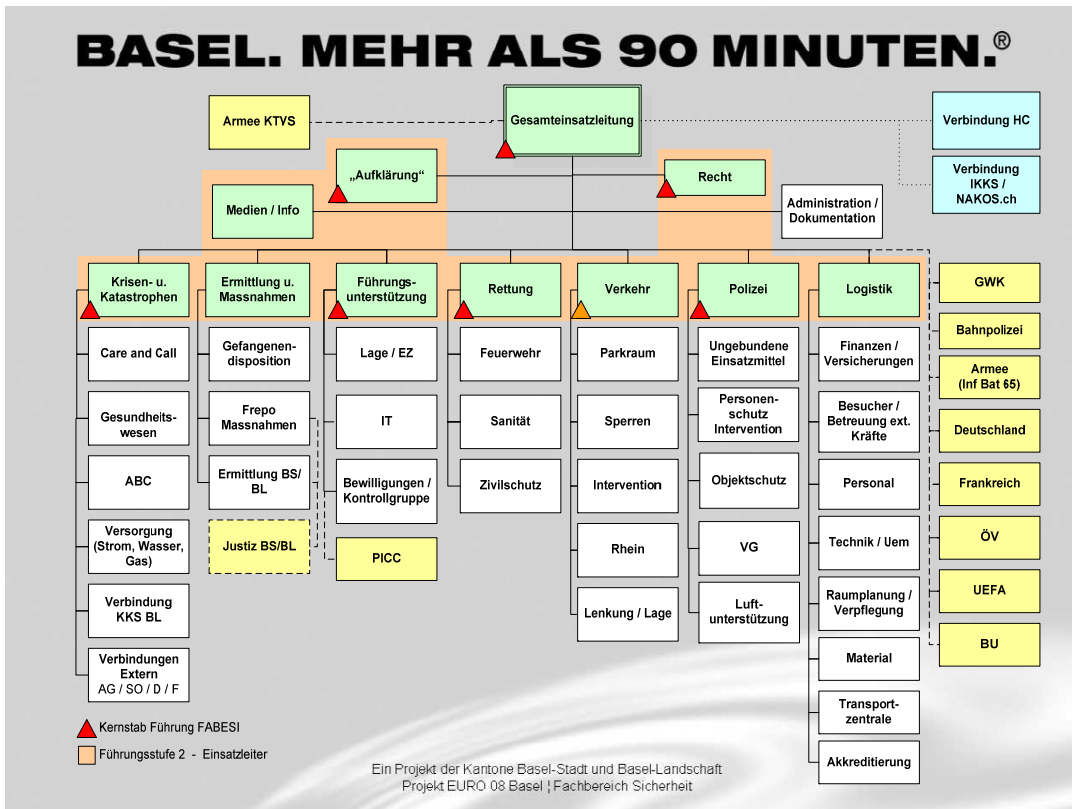 BASEL. MEHR ALS 90 MINUTEN.®
Armee KTVS
Gesamteinsatzleitung
Verbindung HC
Verbindung
IKKS /
NAKOS.ch
„Aufklärung“
Recht
Medien / Info
Administration /
Dokumentation
Krisen- u.
Katastrophen
Care and Call
Gesundheits-
wesen
ABC
Versorgung
(Strom, Wasser,
Gas)
Verbindung
KKS BL
Verbindungen
Extern
AG / SO / D / F
Ermittlung u.
Massnahmen
Gefangenen-
disposition
Frepo
Massnahmen
Ermittlung BS/
BL
Justiz BS/BL
Führungs-
unterstützung
Lage / EZ
IT
Bewilligungen /
Kontrollgruppe
PICC
Rettung
Feuerwehr
Sanität
Zivilschutz
Verkehr
Parkraum
Sperren
Intervention
Rhein
Lenkung / Lage
Polizei
Ungebundene
Einsatzmittel
Personen-
schutz
Intervention
Objektschutz
VG
Luft-
unterstützung
Logistik
Finanzen /
Versicherungen
Besucher /
Betreuung ext.
Kräfte
Personal
Technik / Uem
Raumplanung /
Verpflegung
Material
Transport-
zentrale
Akkreditierung
GWK
Bahnpolizei
Armee
(Inf Bat 65)
Deutschland
Frankreich
ÖV
UEFA
BU
Kernstab Führung FABESI
Führungsstufe 2 - Einsatzleiter
Ein Projekt der Kantone Basel-Stadt und Basel-Landschaft
Projekt EURO 08 Basel ¦ Fachbereich Sicherheit